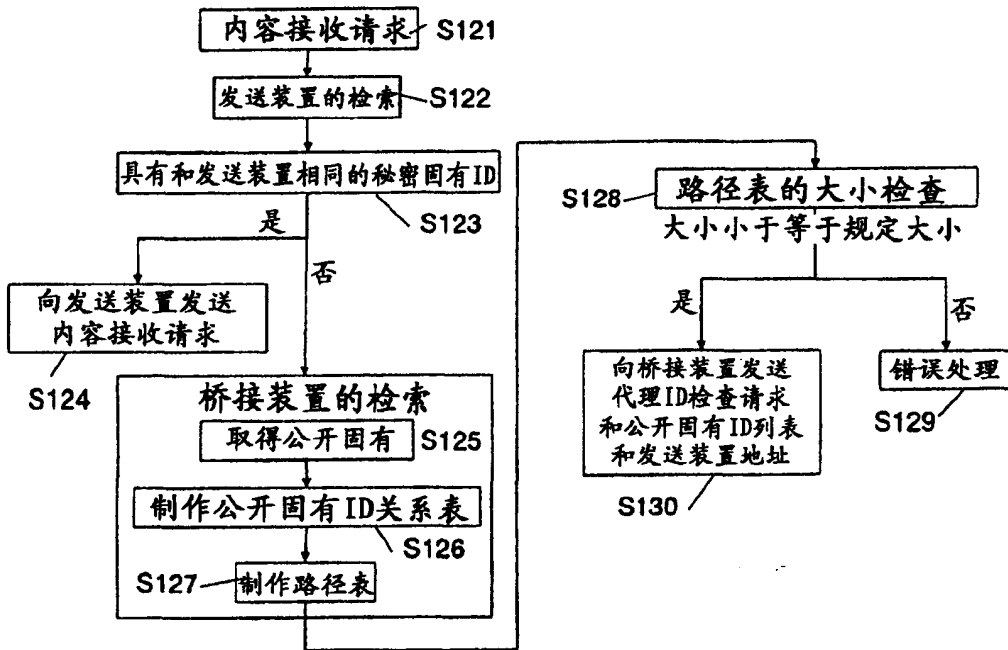 内容接收请求 S121
发送装置的检索 S122
具有和发送装置相同的秘密固有ID
S123
是
否
向发送装置发送
内容接收请求
S124
桥接装置的检索
取得公开固有 S125
制作公开固有ID关系表
S126
S127 制作路径表
S128 路径表的大小检查
大小小于等于规定大小
是
否
向桥接装置发送
代理ID检查请求
和公开固有ID列表
和发送装置地址
S130
错误处理
S129